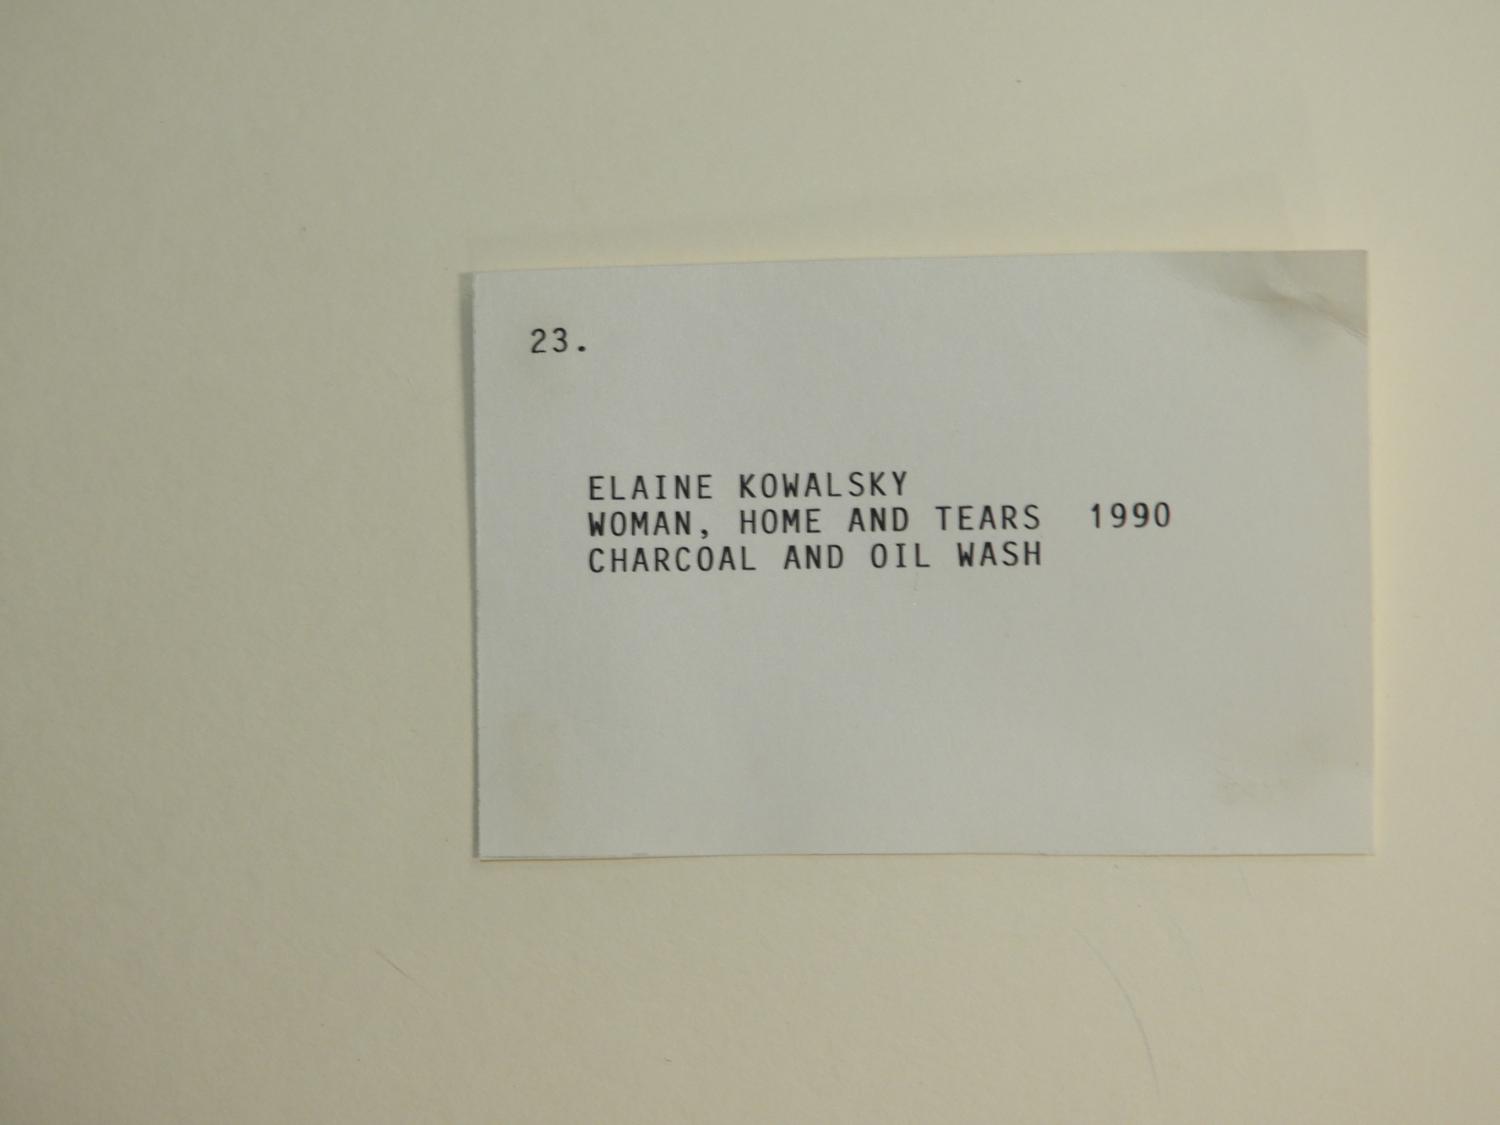 23.
ELAINE KOWALSKY
WOMAN, HOME AND TEARS 1990
CHARCOAL AND OIL WASH